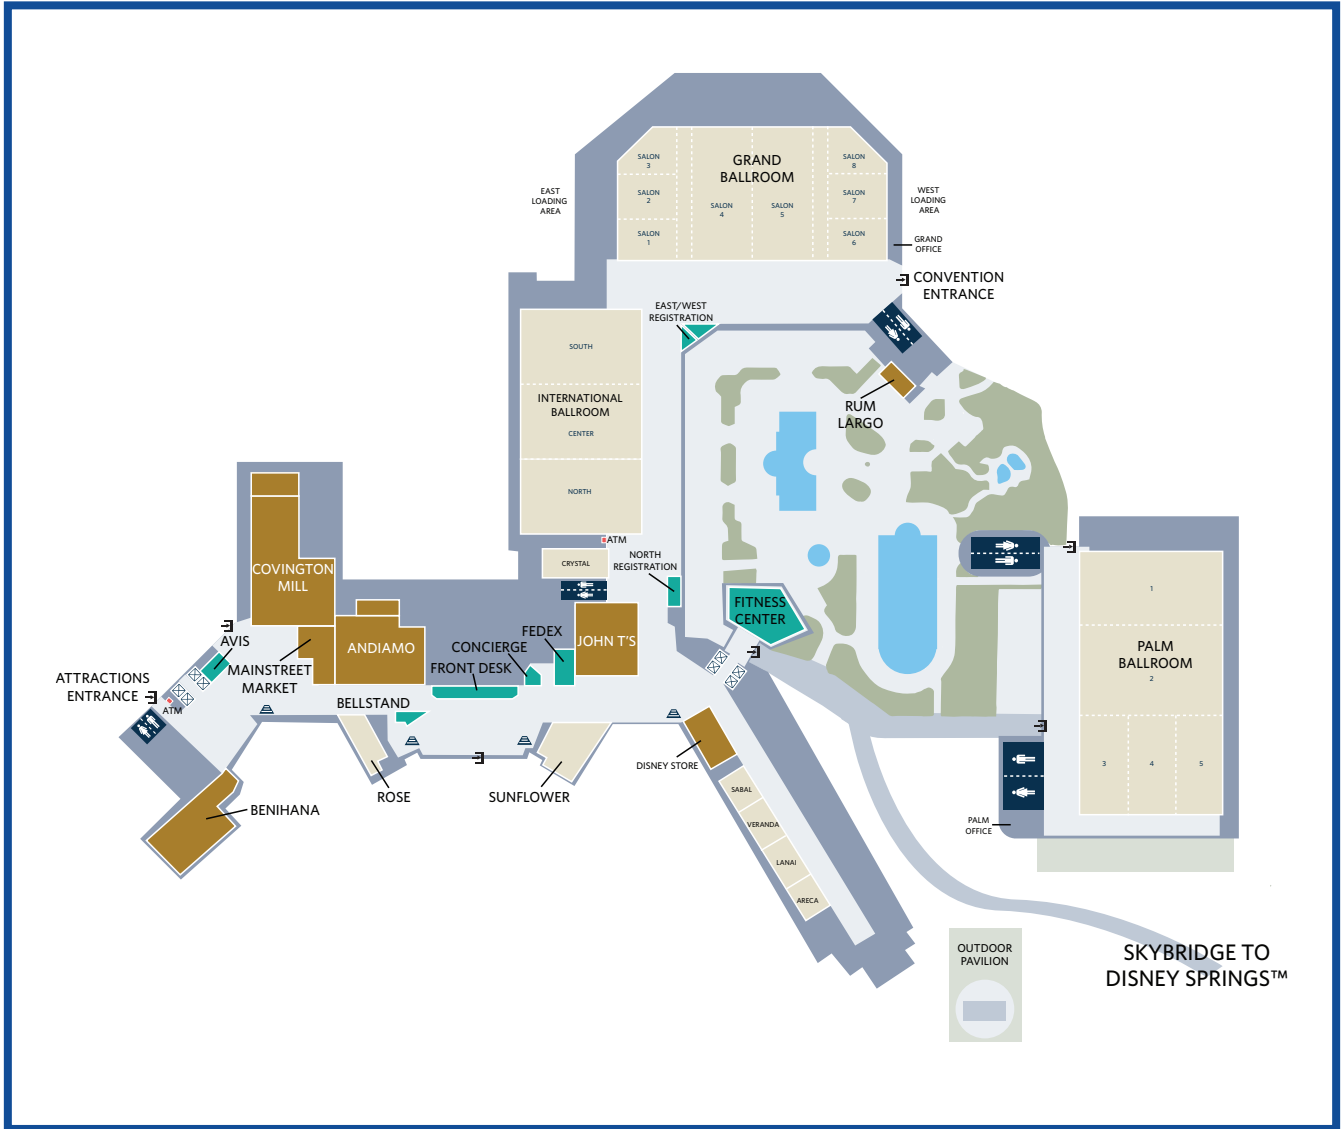 SALON
3
GRAND
BALLROOM
SALON
8
EAST
LOADING
AREA
SALON
2
SALON
4
SALON
5
SALON
7
WEST
LOADING
AREA
SALON
1
SALON
6
GRAND
OFFICE
CONVENTION
ENTRANCE
EAST/WEST
REGISTRATION
SOUTH
INTERNATIONAL
BALLROOM
CENTER
RUM
LARGO
NORTH
ATM
CRYSTAL
NORTH
REGISTRATION
COVINGTON
MILL
FITNESS
CENTER
1
PALM
BALLROOM
2
3
4
5
AVIS
MAINSTREET
MARKET
ANDIAMO
CONCIERGE
FRONT DESK
FEDEX
JOHN T'S
ATTRACTIONS
ENTRANCE
ATM
BELLSTAND
DISNEY STORE
ROSE
SUNFLOWER
BENIHANA
SABAL
VERANDA
LANAI
ARECA
PALM
OFFICE
OUTDOOR
PAVILION
SKYBRIDGE TO
DISNEY SPRINGS™